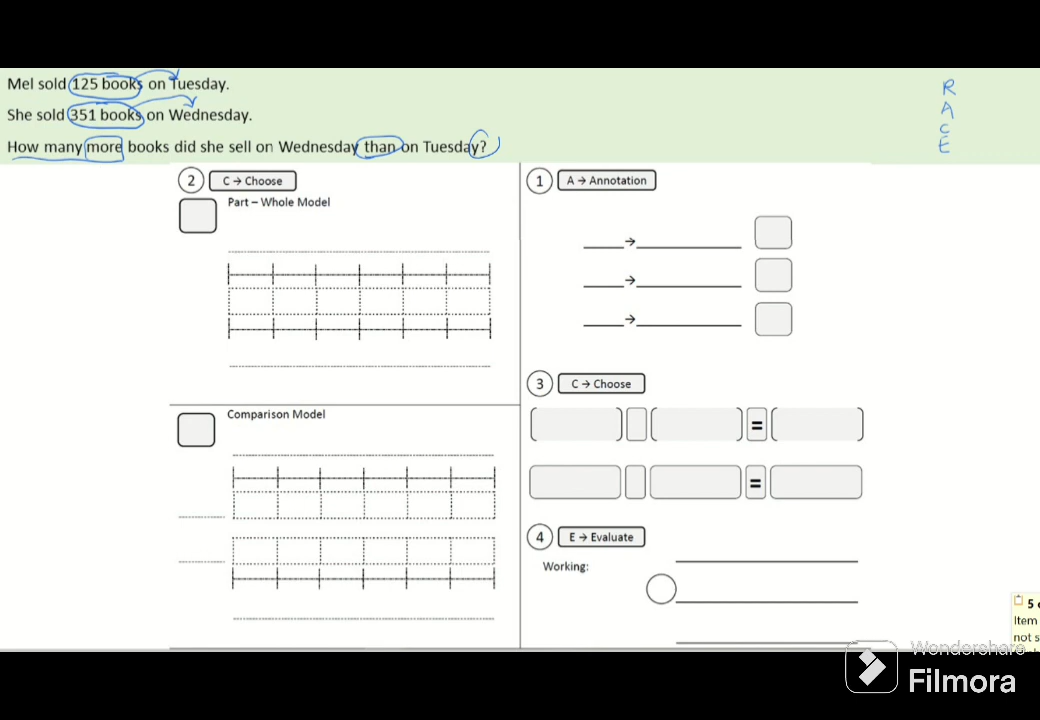 Mel sold 125 books on Tuesday.
She sold 351 books on Wednesday.
How many more books did she sell on Wednesday than on Tuesday?
R
A
C
E
2 C → Choose
Part – Whole Model
Comparison Model
1 A → Annotation
→
→
→
3 C → Choose
=
=
4 E → Evaluate
Working:
5
Item
not s
Wondershare
Filmora